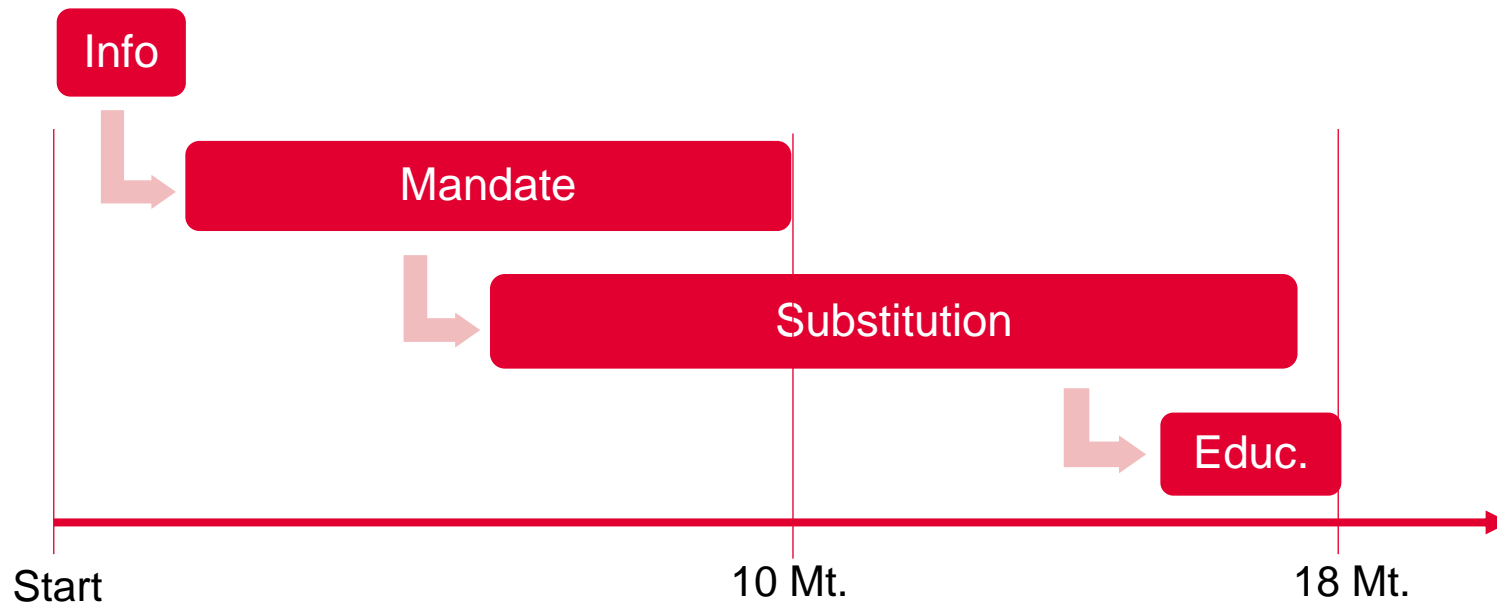 Info
Mandate
Substitution
Educ.
Start
10 Mt.
18 Mt.